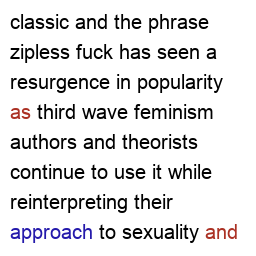 classic and the phrase
zipless fuck has seen a
resurgence in popularity
as third wave feminism
authors and theorists
continue to use it while
reinterpreting their
approach to sexuality and